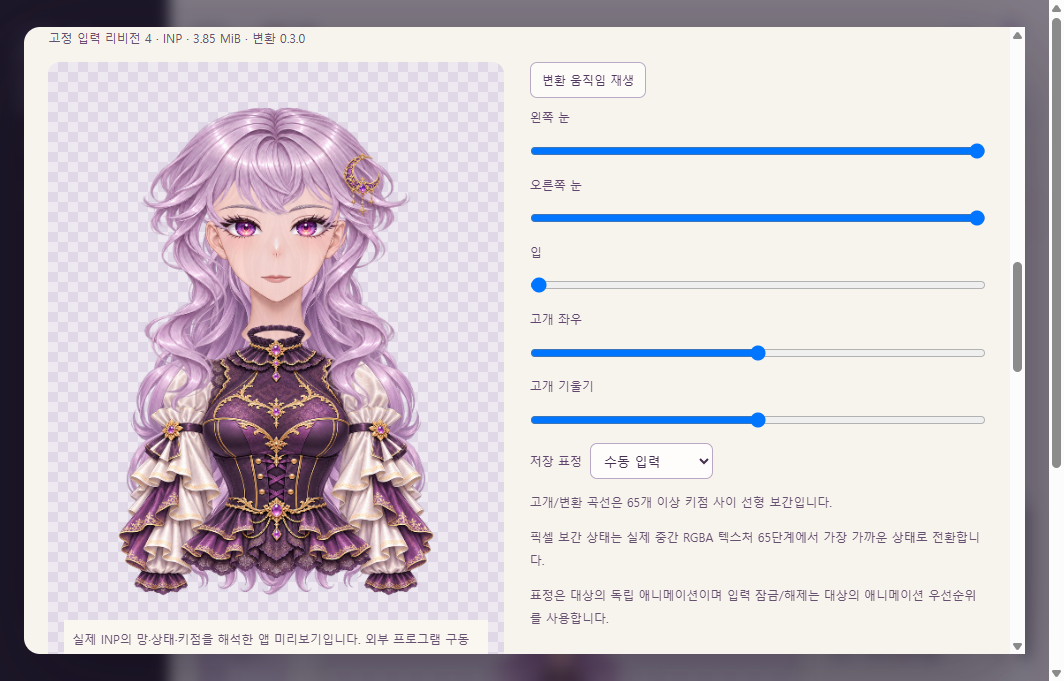 고정 입력 리비전 4 · INP · 3.85 MiB · 변환 0.3.0
변환 움직임 재생
왼쪽 눈
오른쪽 눈
입
고개 좌우
고개 기울기
저장 표정
수동 입력
고개/변환 곡선은 65개 이상 키점 사이 선형 보간입니다.
픽셀 보간 상태는 실제 중간 RGBA 텍스처 65단계에서 가장 가까운 상태로 전환합니
다.
표정은 대상의 독립 애니메이션이며 입력 잠금/해제는 대상의 애니메이션 우선순위
를 사용합니다.
실제 INP의 망·상태·키점을 해석한 앱 미리보기입니다. 외부 프로그램 구동